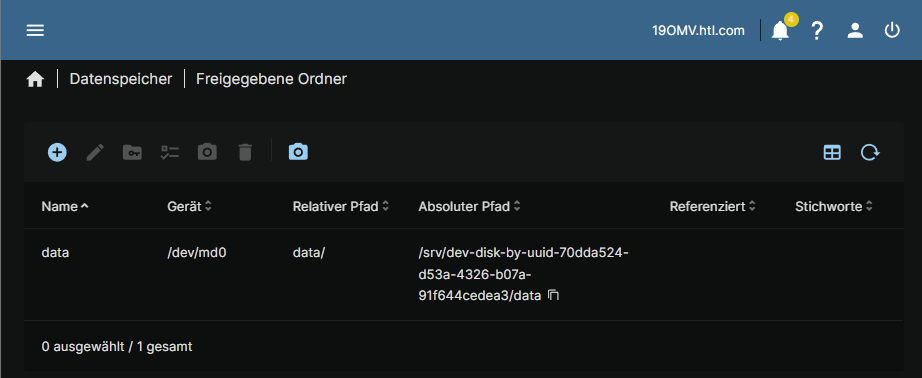 19OMV.htl.com
4
Datenspeicher | Freigegebene Ordner
Name Gerät Relativer Pfad Absoluter Pfad Referenziert Stichworte
data /dev/md0 data/ /srv/dev-disk-by-uuid-70dda524-
d53a-4326-b07a-
91f644cedea3/data
0 ausgewählt / 1 gesamt